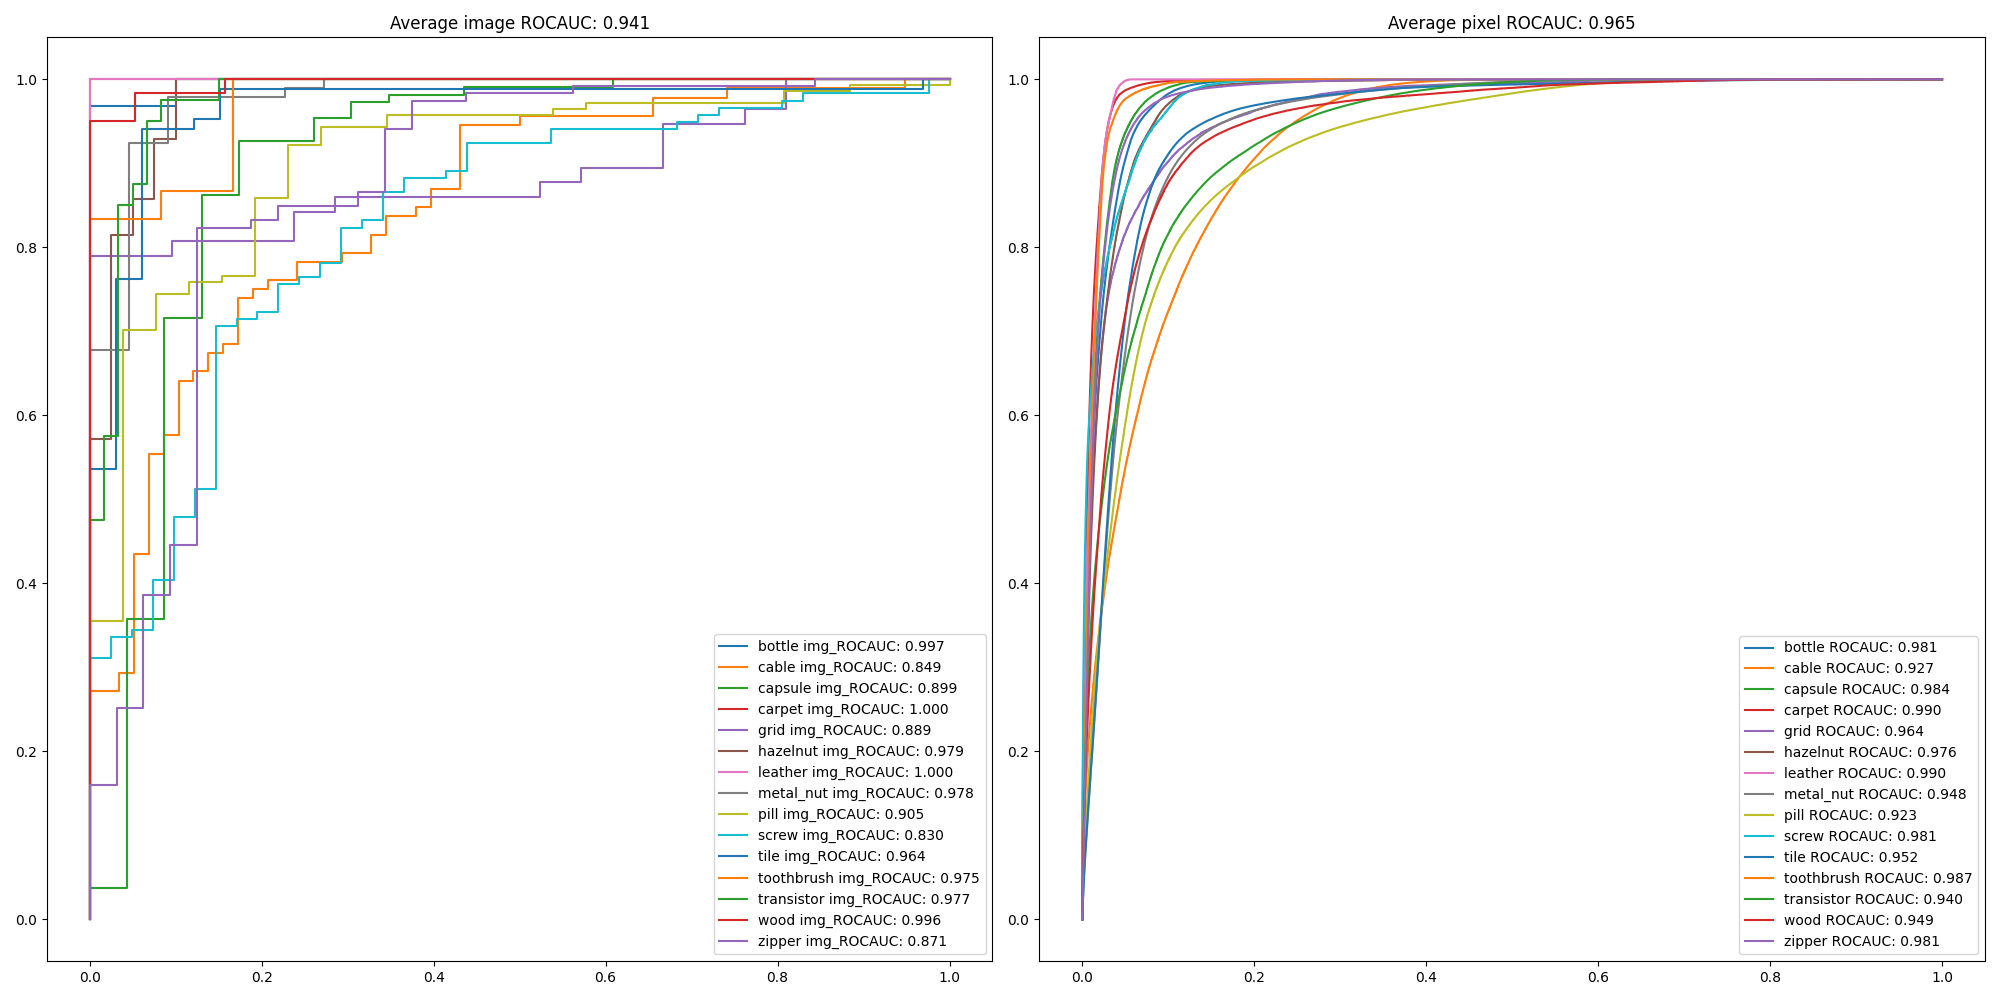 Average image ROCAUC: 0.941
1.0
0.8
0.6
0.4
0.2
0.0
0.0 0.2 0.4 0.6 0.8 1.0
bottle img_ROCAUC: 0.997
cable img_ROCAUC: 0.849
capsule img_ROCAUC: 0.899
carpet img_ROCAUC: 1.000
grid img_ROCAUC: 0.889
hazelnut img_ROCAUC: 0.979
leather img_ROCAUC: 1.000
metal_nut img_ROCAUC: 0.978
pill img_ROCAUC: 0.905
screw img_ROCAUC: 0.830
tile img_ROCAUC: 0.964
toothbrush img_ROCAUC: 0.975
transistor img_ROCAUC: 0.977
wood img_ROCAUC: 0.996
zipper img_ROCAUC: 0.871
Average pixel ROCAUC: 0.965
1.0
0.8
0.6
0.4
0.2
0.0
0.0 0.2 0.4 0.6 0.8 1.0
bottle ROCAUC: 0.981
cable ROCAUC: 0.927
capsule ROCAUC: 0.984
carpet ROCAUC: 0.990
grid ROCAUC: 0.964
hazelnut ROCAUC: 0.976
leather ROCAUC: 0.990
metal_nut ROCAUC: 0.948
pill ROCAUC: 0.923
screw ROCAUC: 0.981
tile ROCAUC: 0.952
toothbrush ROCAUC: 0.987
transistor ROCAUC: 0.940
wood ROCAUC: 0.949
zipper ROCAUC: 0.981